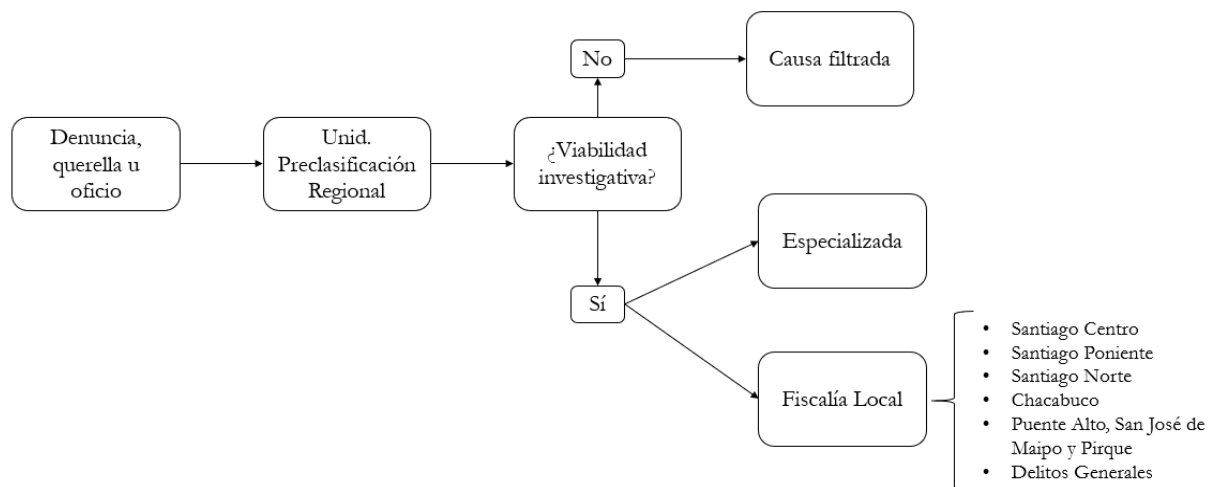 No
Causa filtrada
Denuncia,
querella u
oficio
Unid.
Preclasificación
Regional
¿Viabilidad
investigativa?
Especializada
Sí
Fiscalía Local
• Santiago Centro
• Santiago Poniente
• Santiago Norte
• Chacabuco
• Puente Alto, San José de
Maipo y Pirque
• Delitos Generales